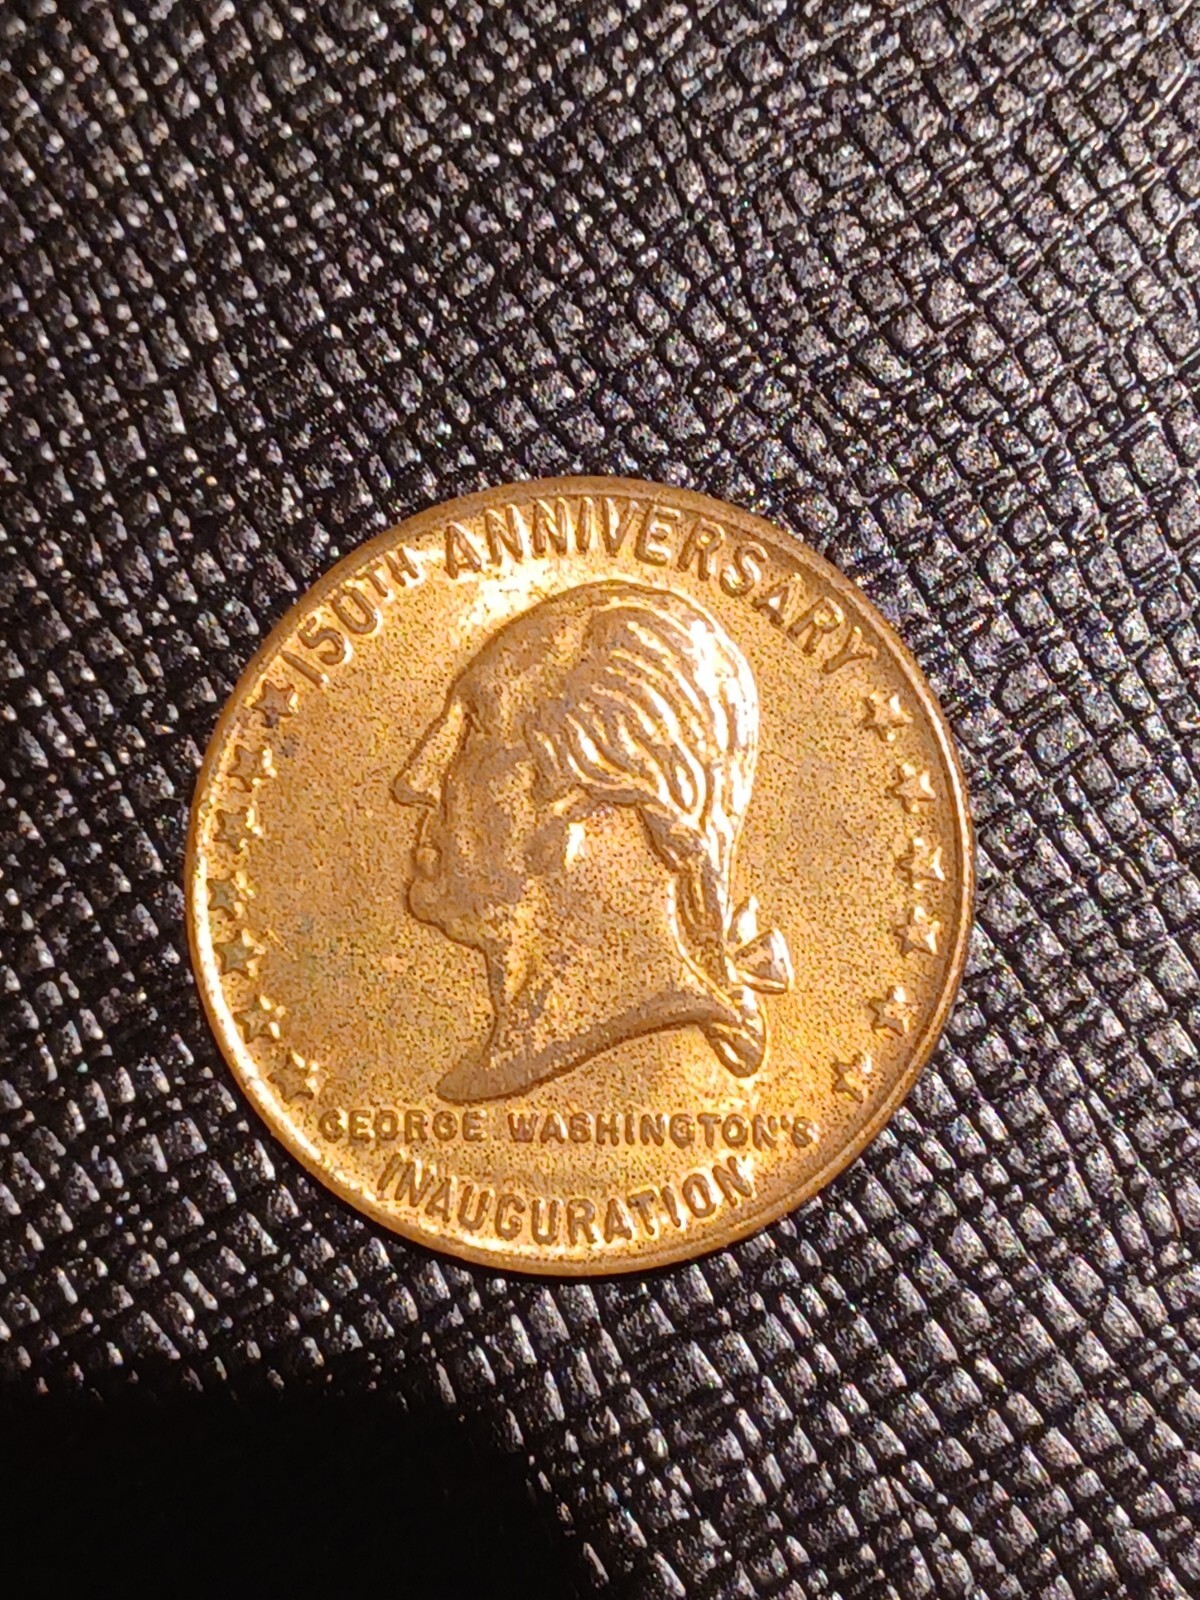 150TH ANNIVERSARY
GEORGE WASHINGTON'S
INAUGURATION